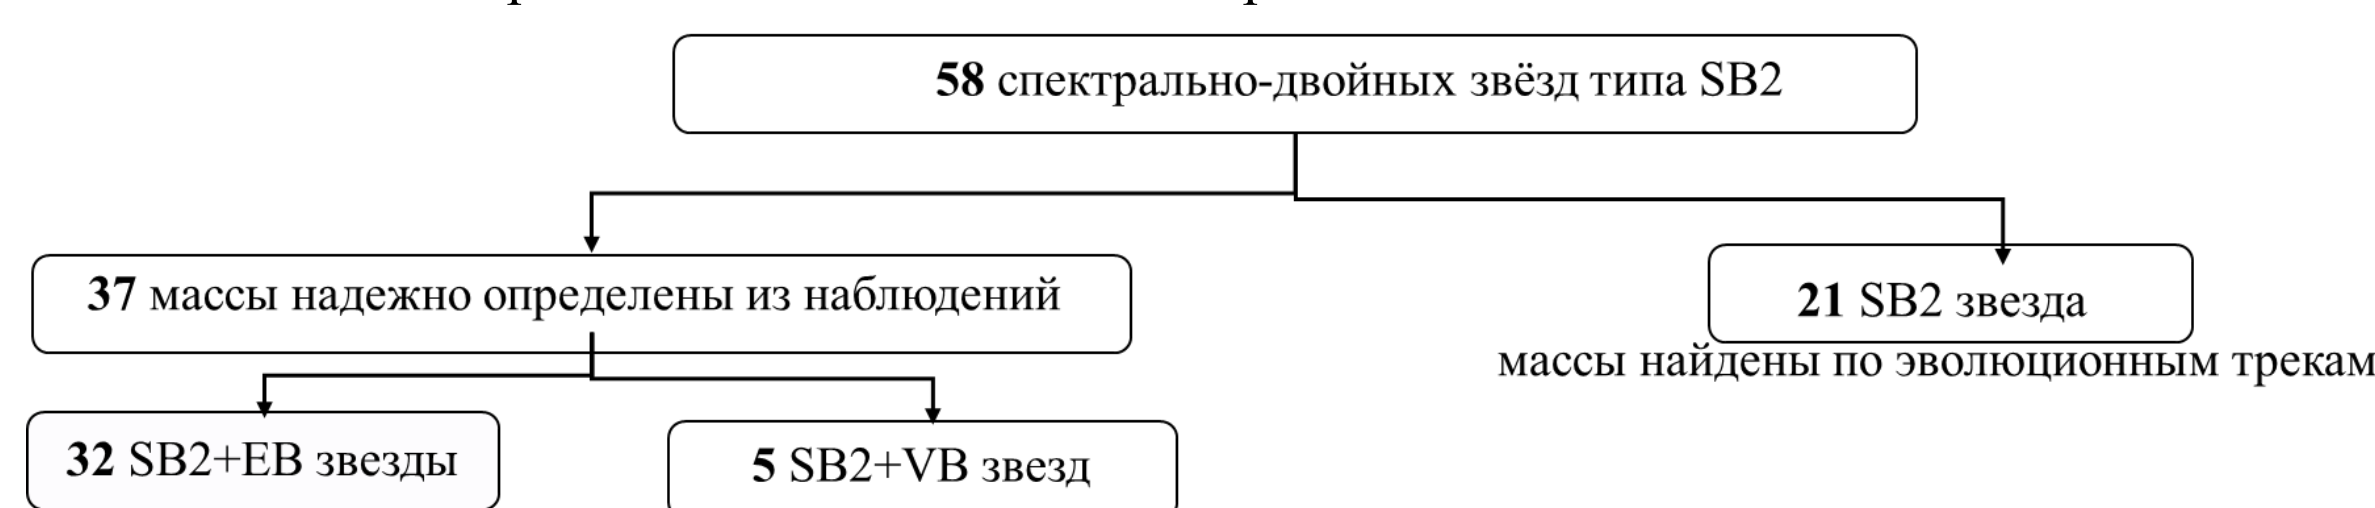 58 спектрально-двойных звёзд типа SB2
37 массы надежно определены из наблюдений
21 SB2 звезда
массы найдены по эволюционным трекам
32 SB2+EB звезды
5 SB2+VB звезд